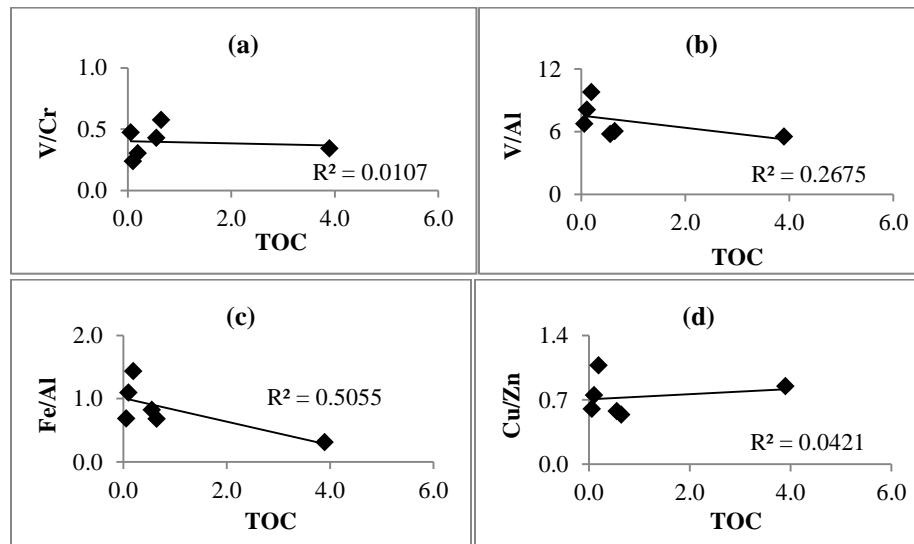 (a)
1.0
0.5
0.0
V/Cr
R² = 0.0107
0.0 2.0 4.0 6.0
TOC
(b)
12
6
0
V/Al
R² = 0.2675
0.0 2.0 4.0 6.0
TOC
(c)
2.0
1.0
0.0
Fe/Al
R² = 0.5055
0.0 2.0 4.0 6.0
TOC
(d)
1.4
0.7
0.0
Cu/Zn
R² = 0.0421
0.0 2.0 4.0 6.0
TOC